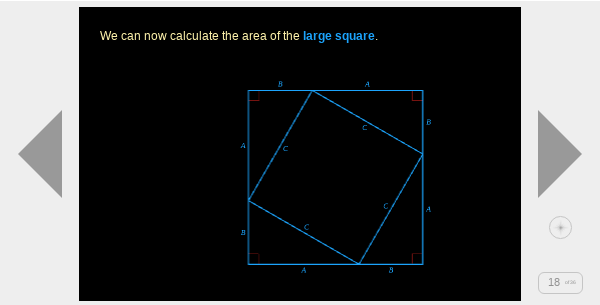 We can now calculate the area of the large square.
B A
B
C
A C
C A
C
B
A B
18 of 36